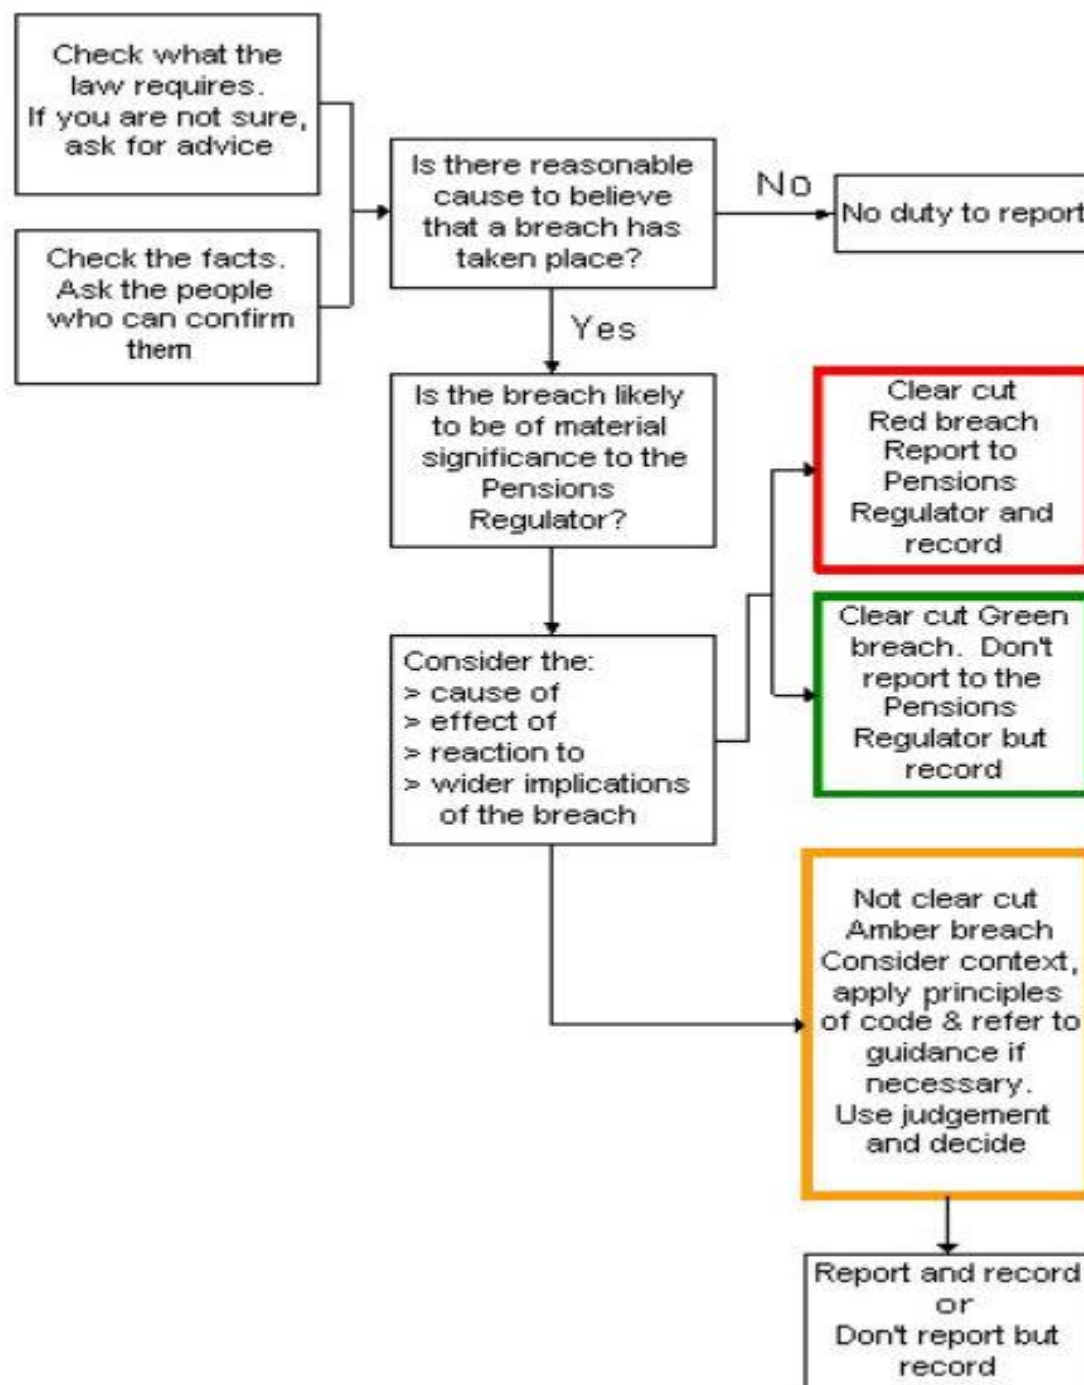 Check what the
law requires.
If you are not sure,
ask for advice
Check the facts.
Ask the people
who can confirm
them
Is there reasonable
cause to believe
that a breach has
taken place?
No
No duty to report
Yes
Is the breach likely
to be of material
significance to the
Pensions
Regulator?
Clear cut
Red breach
Report to
Pensions
Regulator and
record
Clear cut Green
breach. Don't
report to the
Pensions
Regulator but
record
Consider the:
> cause of
> effect of
> reaction to
> wider implications
of the breach
Not clear cut
Amber breach
Consider context,
apply principles
of code & refer to
guidance if
necessary.
Use judgement
and decide
Report and record
or
Don't report but
record